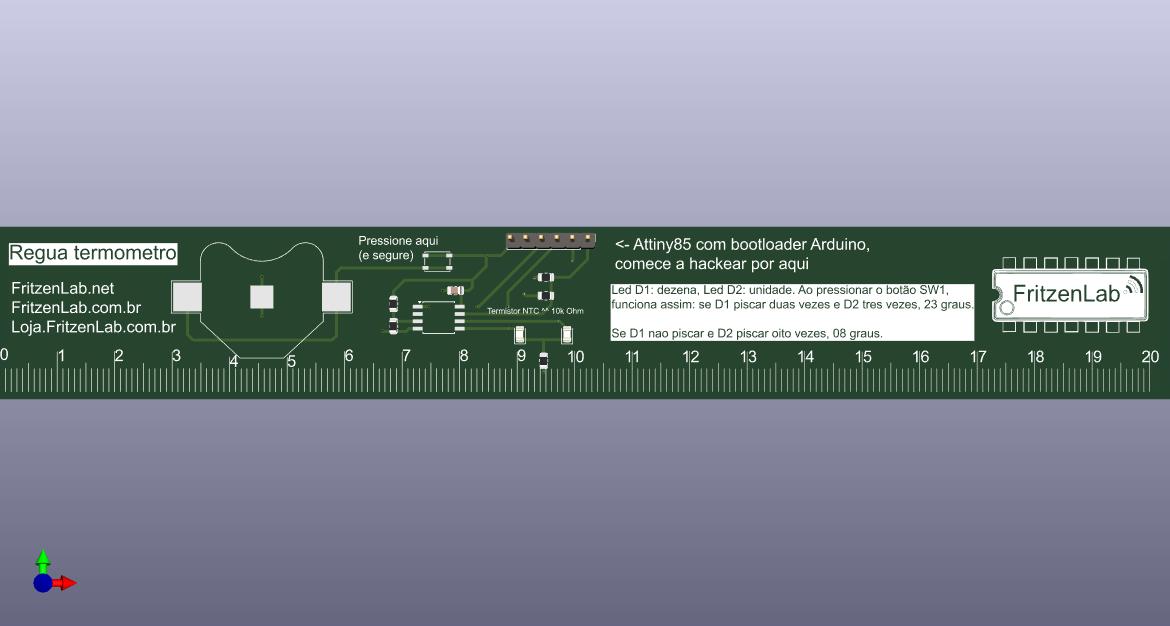 Regua termometro
FritzenLab.net
FritzenLab.com.br
Loja.FritzenLab.com.br
Pressione aqui
(e segure)
Termistor NTC ^^ 10k Ohm
<- Attiny85 com bootloader Arduino,
comece a hackear por aqui
Led D1: dezena, Led D2: unidade. Ao pressionar o botão SW1,
funciona assim: se D1 piscar duas vezes e D2 tres vezes, 23 graus.
Se D1 nao piscar e D2 piscar oito vezes, 08 graus.
FritzenLab
0 1 2 3 4 5 6 7 8 9 10 11 12 13 14 15 16 17 18 19 20